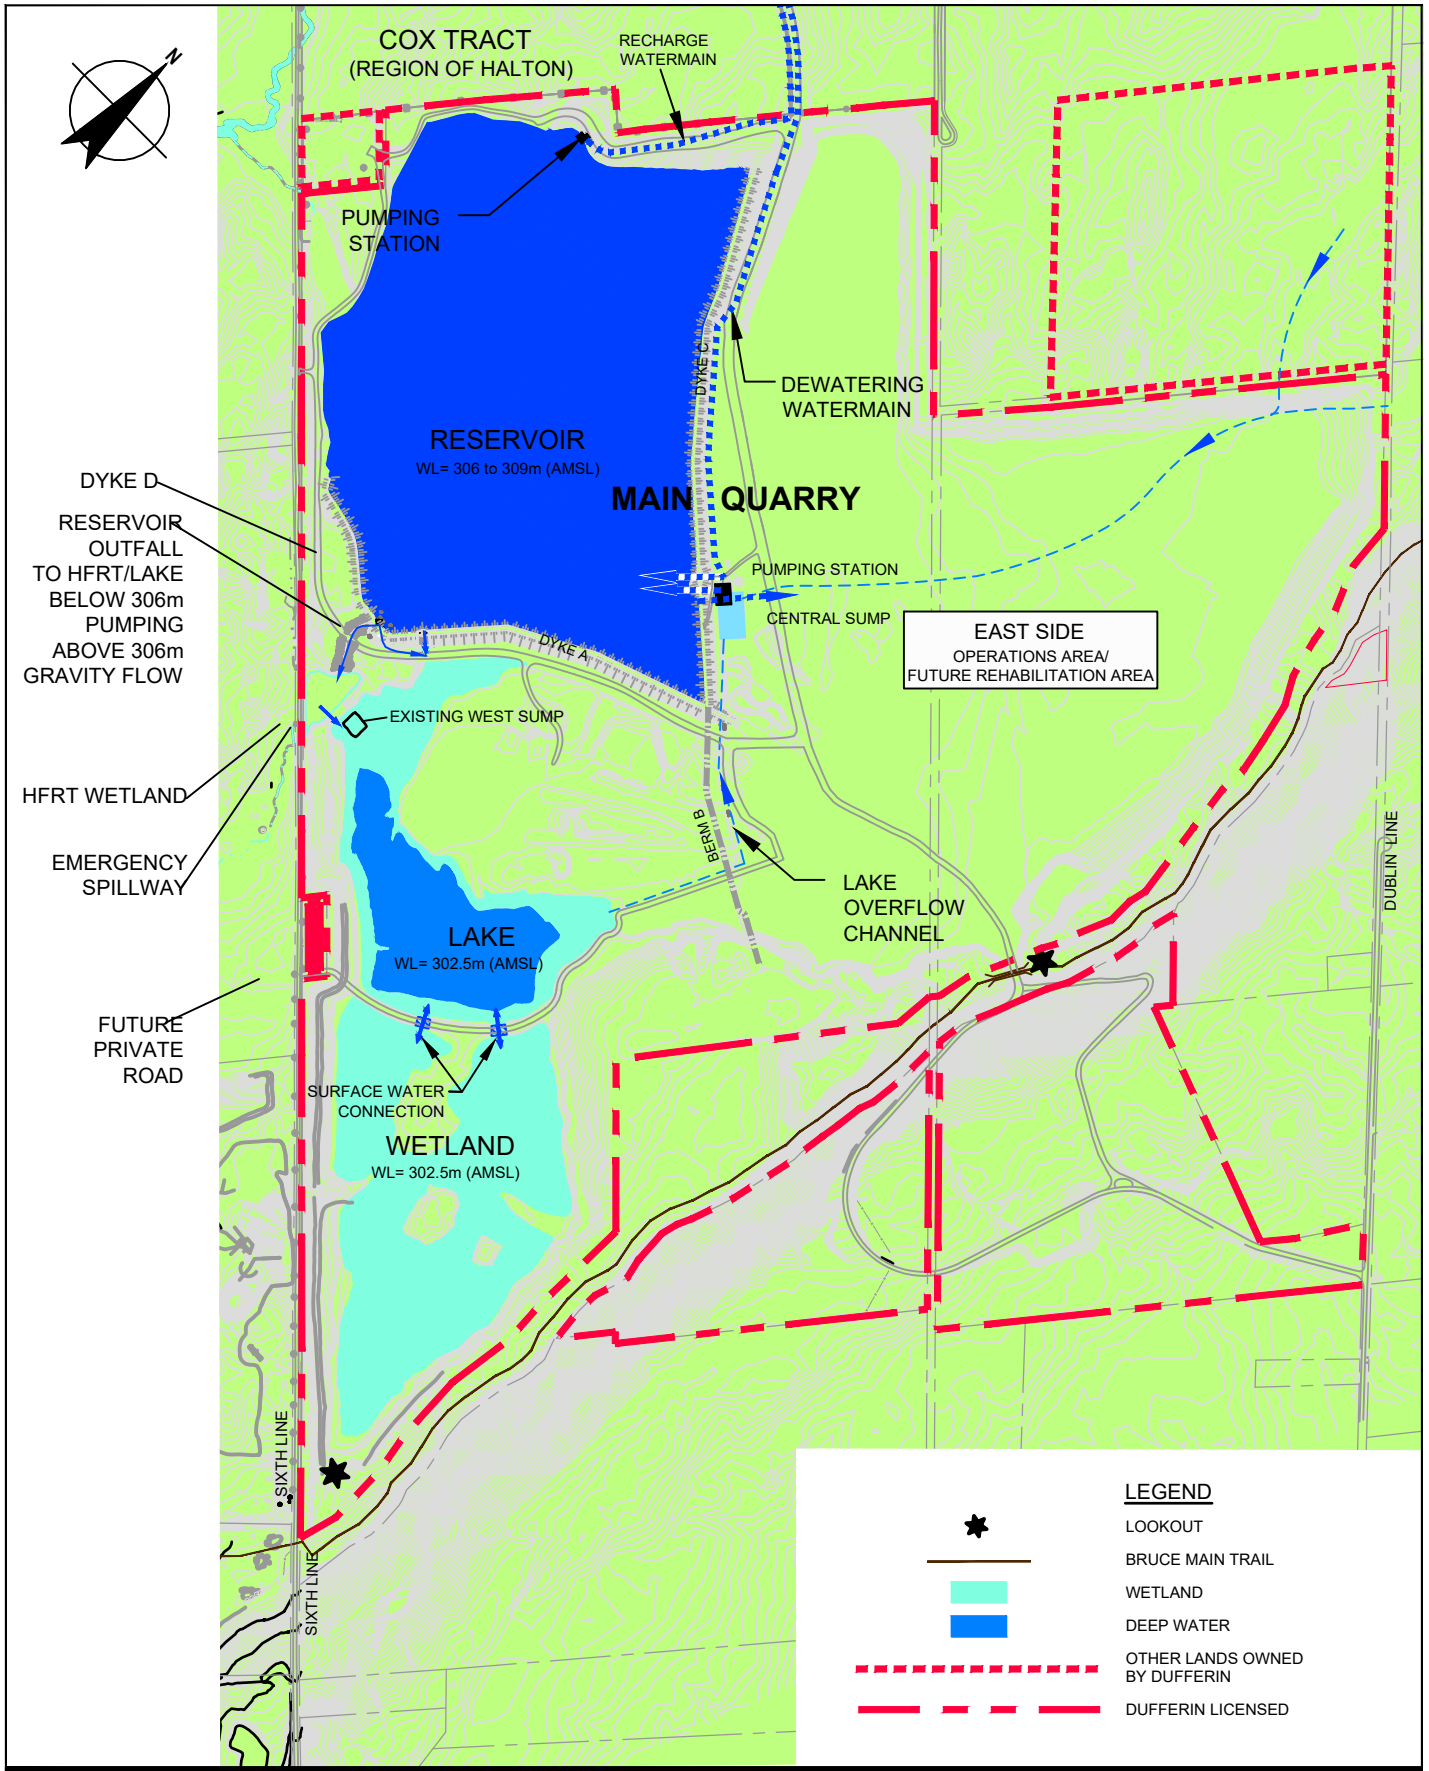 N
COX TRACT
(REGION OF HALTON)
RECHARGE
WATERMAIN
PUMPING
STATION
DYKE C
DEWATERING
WATERMAIN
RESERVOIR
WL= 306 to 309m (AMSL)
MAIN QUARRY
DYKE D
RESERVOIR
OUTFALL
TO HFRT/LAKE
BELOW 306m
PUMPING
ABOVE 306m
GRAVITY FLOW
PUMPING STATION
CENTRAL SUMP
EAST SIDE
OPERATIONS AREA/
FUTURE REHABILITATION AREA
DYKE A
EXISTING WEST SUMP
HFRT WETLAND
EMERGENCY
SPILLWAY
BERM B
LAKE
OVERFLOW
CHANNEL
DUBLIN LINE
LAKE
WL= 302.5m (AMSL)
FUTURE
PRIVATE
ROAD
SURFACE WATER
CONNECTION
WETLAND
WL= 302.5m (AMSL)
SIXTH LINE
SIXTH LINE
LEGEND
LOOKOUT
BRUCE MAIN TRAIL
WETLAND
DEEP WATER
OTHER LANDS OWNED
BY DUFFERIN
DUFFERIN LICENSED